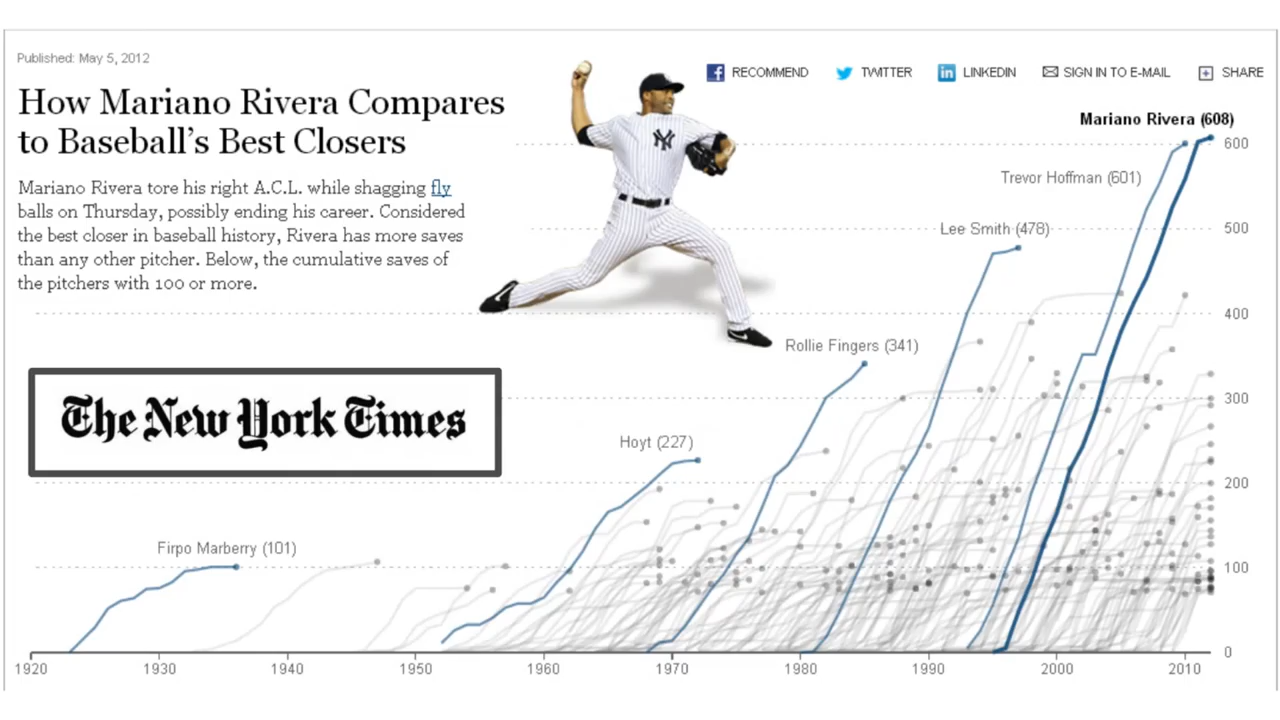 Published: May 5, 2012
RECOMMEND
TWITTER
LINKEDIN
SIGN IN TO E-MAIL
SHARE
How Mariano Rivera Compares
to Baseball's Best Closers
Mariano Rivera tore his right A.C.L. while shagging fly
balls on Thursday, possibly ending his career. Considered
the best closer in baseball history, Rivera has more saves
than any other pitcher. Below, the cumulative saves of
the pitchers with 100 or more.
Mariano Rivera (608)
600
Trevor Hoffman (601)
Lee Smith (478)
500
400
Rollie Fingers (341)
The New York Times
300
Hoyt (227)
200
Firpo Marberry (101)
100
0
1920 1930 1940 1950 1960 1970 1980 1990 2000 2010